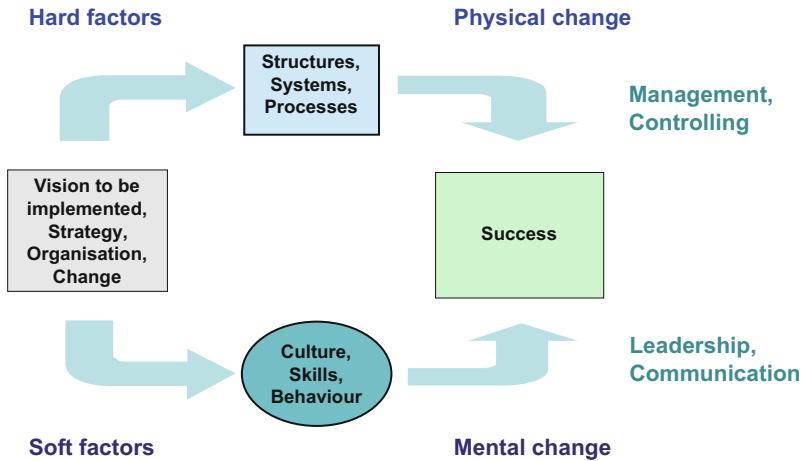 Hard factors
Physical change
Structures,
Systems,
Processes
Management,
Controlling
Vision to be
implemented,
Strategy,
Organisation,
Change
Success
Culture,
Skills,
Behaviour
Leadership,
Communication
Soft factors
Mental change